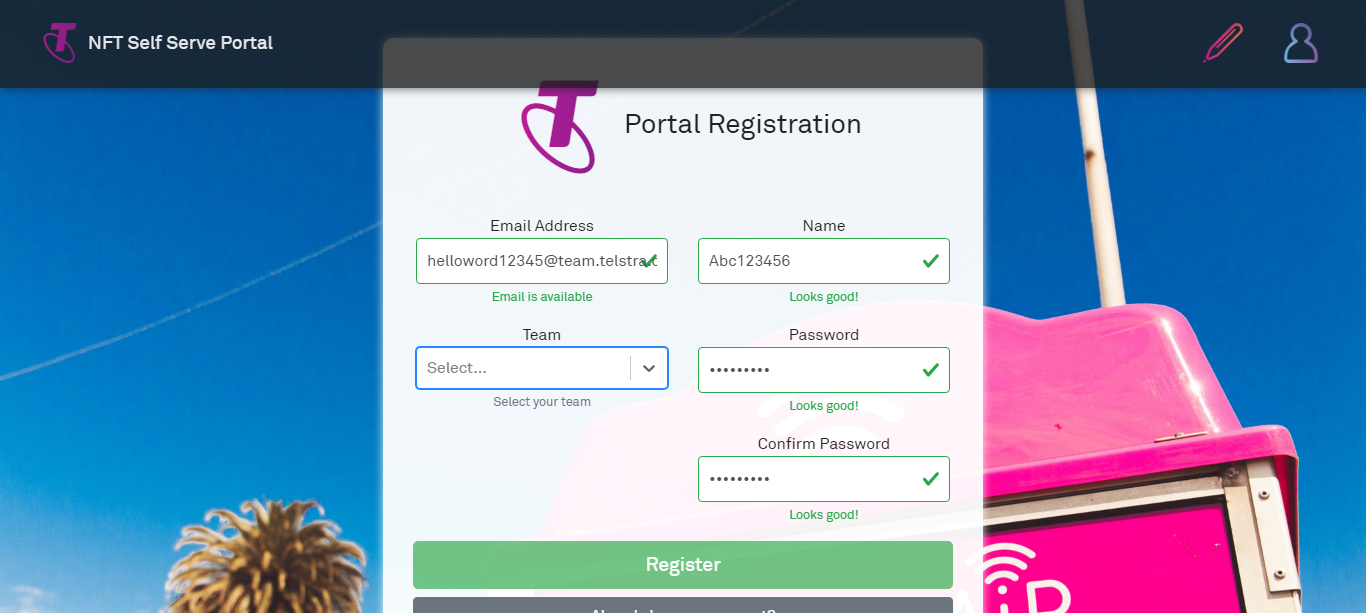 NFT Self Serve Portal
Portal Registration
Email Address
Name
helloword12345@team.telstra.c
Abc123456
Email is available
Looks good!
Team
Password
Select...
•••••••••
Select your team
Looks good!
Confirm Password
•••••••••
Looks good!
Register